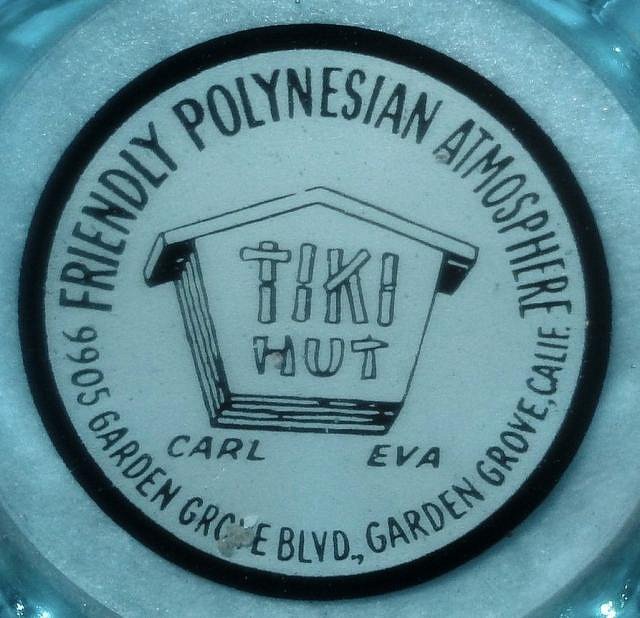 FRIENDLY POLYNESIAN ATMOSPHERE
TIKI
HUT
CARL EVA
9905 GARDEN GROVE BLVD., GARDEN GROVE, CALIF.